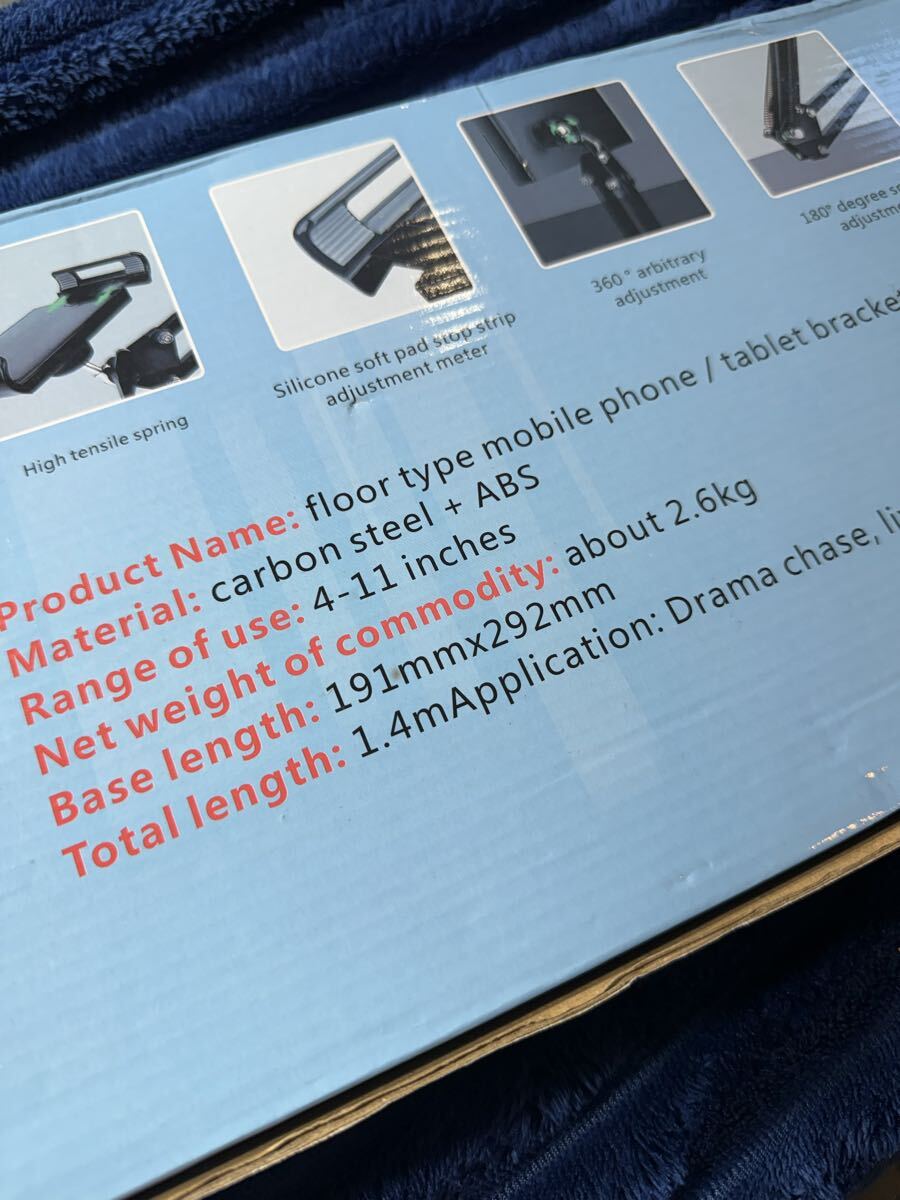 High tensile spring
Silicone soft pad stop strip
adjustment meter
360° arbitrary
adjustment
180° degree
Product Name: floor type mobile phone / tablet bracket
Material: carbon steel + ABS
Range of use: 4-11 inches
Net weight of commodity: about 2.6kg
Base length: 191mmx292mm
Total length: 1.4mApplication: Drama chase,